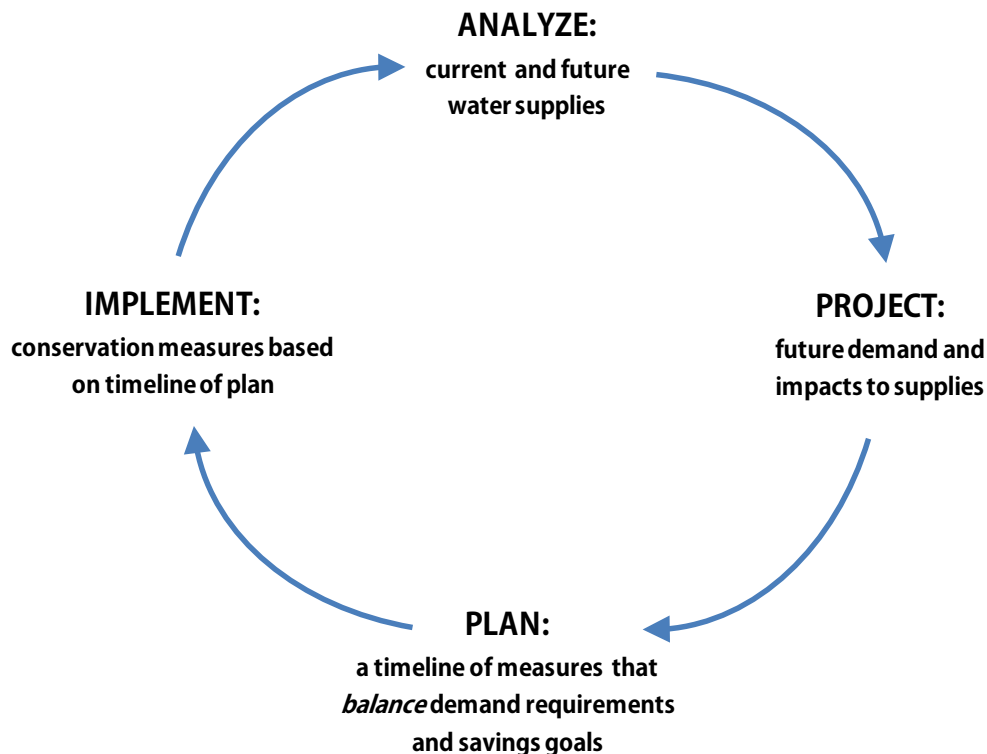 ANALYZE:
current and future
water supplies
IMPLEMENT:
conservation measures based
on timeline of plan
PROJECT:
future demand and
impacts to supplies
PLAN:
a timeline of measures that
balance demand requirements
and savings goals